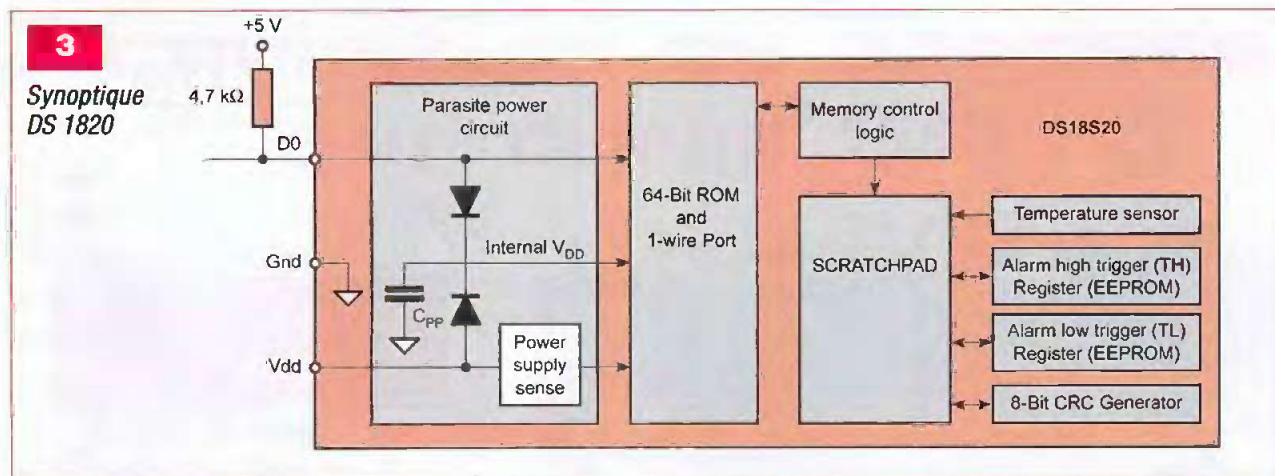 3
Synoptique
DS 1820
+5 V
4,7 kΩ
D0
Gnd
Vdd
Parasite power
circuit
Internal VDD
CPP
Power
supply
sense
64-Bit ROM
and
1-wire Port
Memory control
logic
SCRATCHPAD
DS18S20
Temperature sensor
Alarm high trigger (TH)
Register (EEPROM)
Alarm low trigger (TL)
Register (EEPROM)
8-Bit CRC Generator